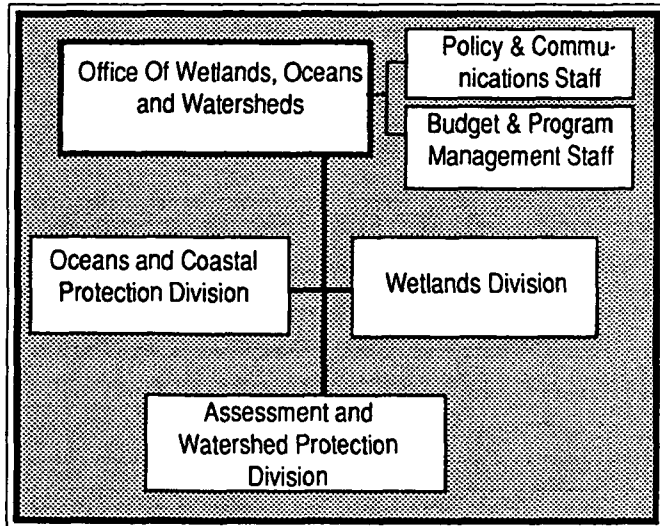 Office Of Wetlands, Oceans
and Watersheds
Policy & Commu-
nications Staff
Budget & Program
Management Staff
Oceans and Coastal
Protection Division
Wetlands Division
Assessment and
Watershed Protection
Division